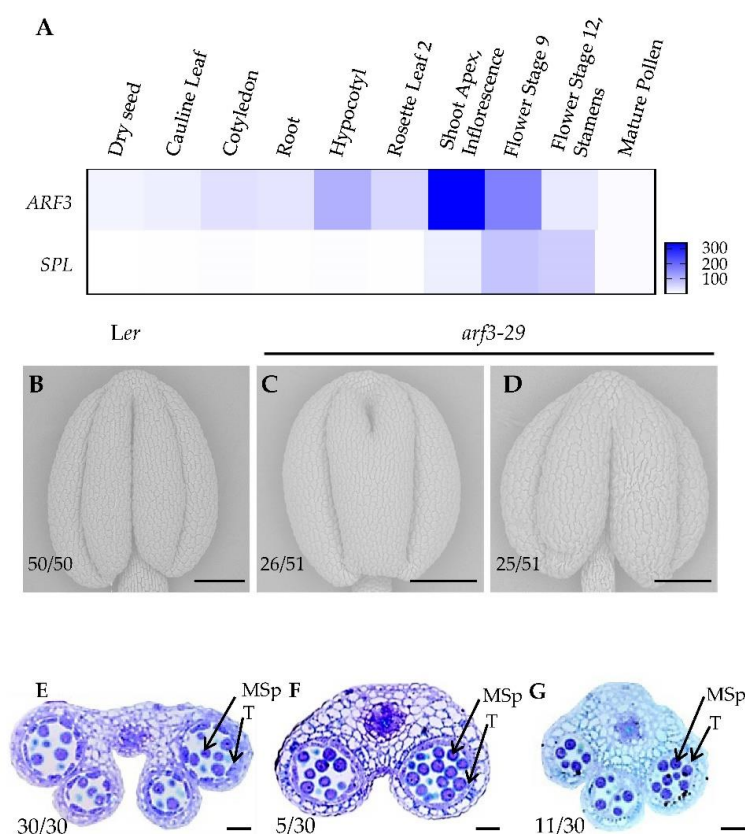 A
Dry seed
Cauline Leaf
Cotyledon
Root
Hypocotyl
Rosette Leaf 2
Shoot Apex,
Inflorescence
Flower Stage 9
Flower Stage 12,
Stamens
Mature Pollen
ARF3
SPL
300
200
100
Ler
arf3-29
B
C
D
50/50
26/51
25/51
E
MSp
T
F
MSp
T
G
MSp
T
30/30
5/30
11/30